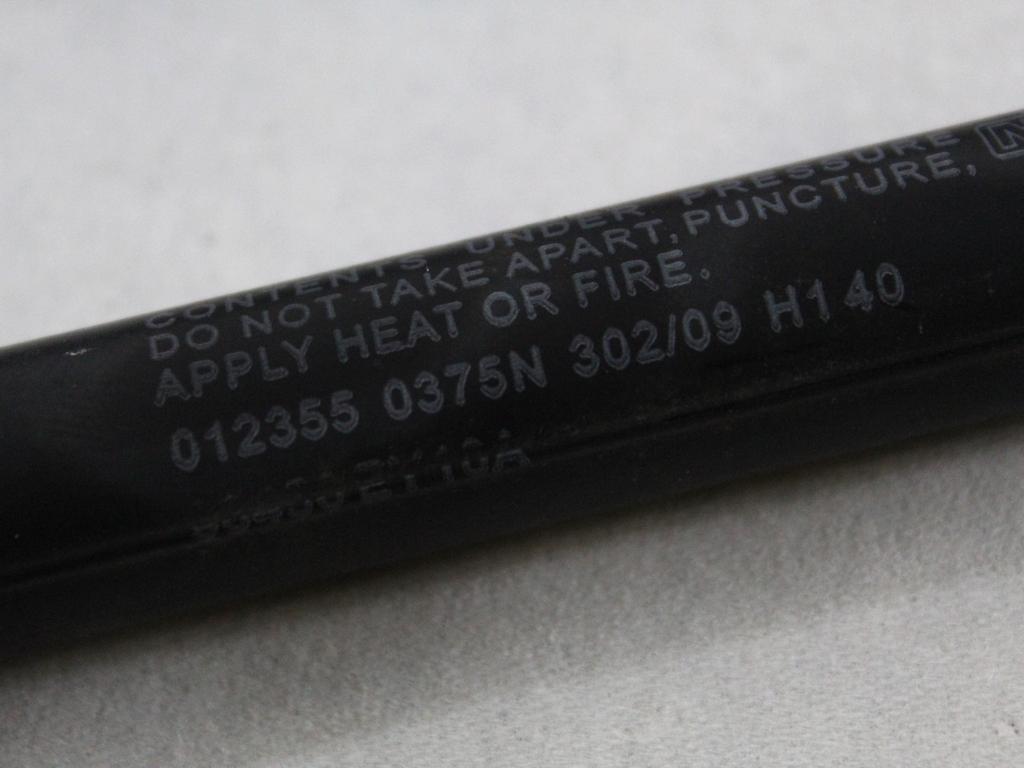 CONTENTS UNDER PRESSURE
DO NOT TAKE APART, PUNCTURE,
APPLY HEAT OR FIRE.
012355 0375N 302/09 H140